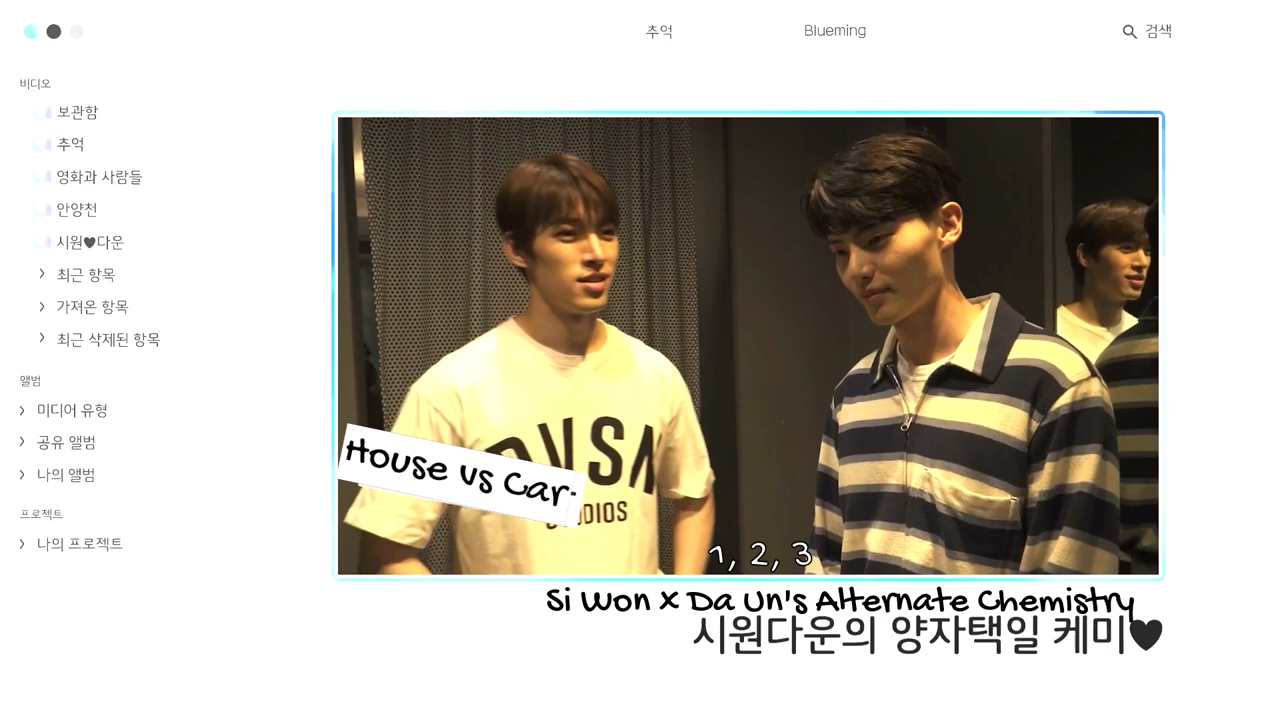 추억
Blueming
검색
비디오
보관함
추억
영화과 사람들
안양천
시원♥다운
최근 항목
가져온 항목
최근 삭제된 항목
앨범
미디어 유형
공유 앨범
나의 앨범
프로젝트
나의 프로젝트
House vs Car
STUDIOS
1, 2, 3
Si Won X Da Un's Alternate Chemistry
시원다운의 양자택일 케미♥